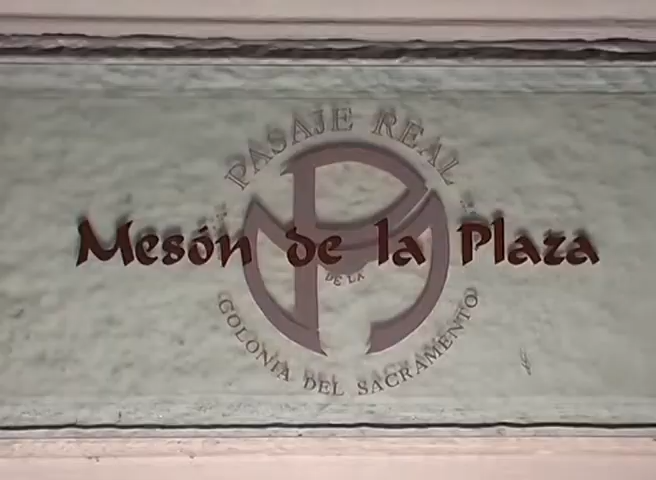 PASAJE REAL
Mesón de la Plaza
DE LA
COLONIA DEL SACRAMENTO